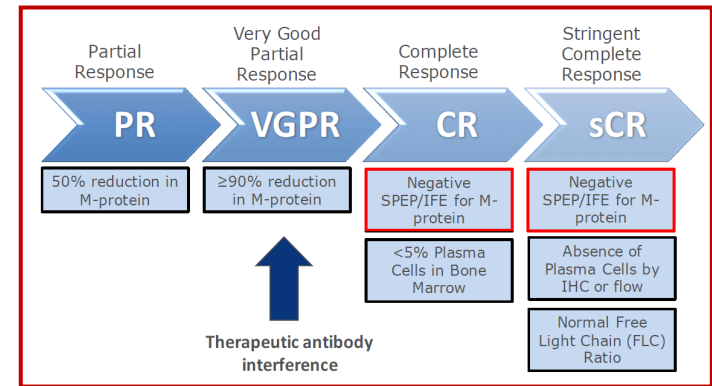 Partial
Response
Very Good
Partial
Response
Complete
Response
Stringent
Complete
Response
PR
VGPR
CR
sCR
50% reduction in
M-protein
≥90% reduction
in M-protein
Negative
SPEP/IFE for M-
protein
Negative
SPEP/IFE for M-
protein
<5% Plasma
Cells in Bone
Marrow
Absence of
Plasma Cells by
IHC or flow
Normal Free
Light Chain (FLC)
Ratio
Therapeutic antibody
interference